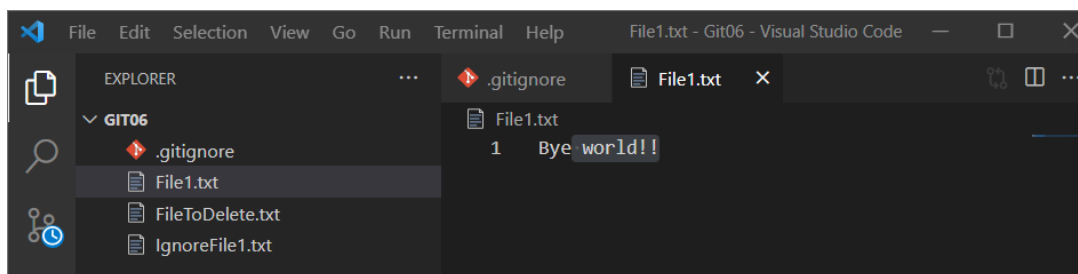 File Edit Selection View Go Run Terminal Help File1.txt - Git06 - Visual Studio Code
EXPLORER
.gitignore File1.txt
GIT06
File1.txt
.gitignore
1 Bye world!!
File1.txt
FileToDelete.txt
IgnoreFile1.txt